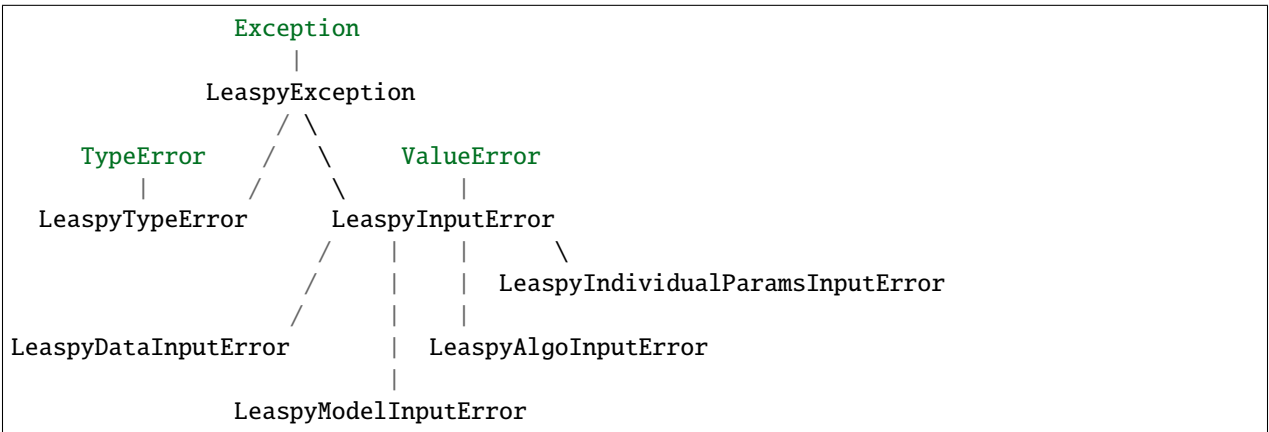 Exception
|
LeaspyException
/ \
TypeError / \ ValueError
| / \ |
LeaspyTypeError LeaspyInputError
/ | | \
/ | | LeaspyIndividualParamsInputError
/ | |
LeaspyDataInputError | LeaspyAlgoInputError
|
LeaspyModelInputError